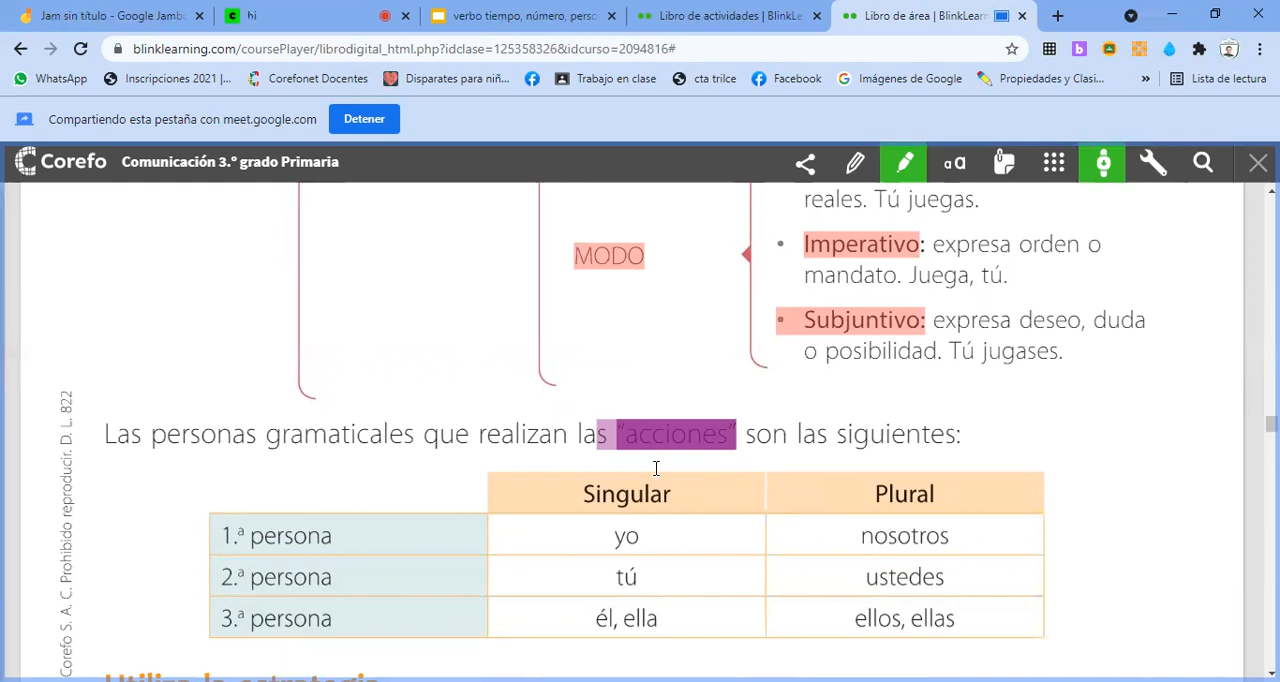 Jam sin título - Google Jambo
hi
verbo tiempo, número, perso
Libro de actividades | BlinkLe
Libro de área | BlinkLearn
blinklearning.com/coursePlayer/librodigital_html.php?idclase=125358326&idcurso=2094816#
WhatsApp
Inscripciones 2021 |...
Corefonet Docentes
Disparates para niñ...
Trabajo en clase
cta trilce
Facebook
Imágenes de Google
Propiedades y Clasi...
»
Lista de lectura
Compartiendo esta pestaña con meet.google.com
Detener
Corefo
Comunicación 3.º grado Primaria
aa
reales. Tú juegas.
MODO
• Imperativo: expresa orden o
mandato. Juega, tú.
• Subjuntivo: expresa deseo, duda
o posibilidad. Tú jugases.
Corefo S. A. C. Prohibido reproducir. D. L. 822
Las personas gramaticales que realizan las “acciones” son las siguientes:
Singular Plural
1.ª persona yo nosotros
2.ª persona tú ustedes
3.ª persona él, ella ellos, ellas
Utiliza la estrategia